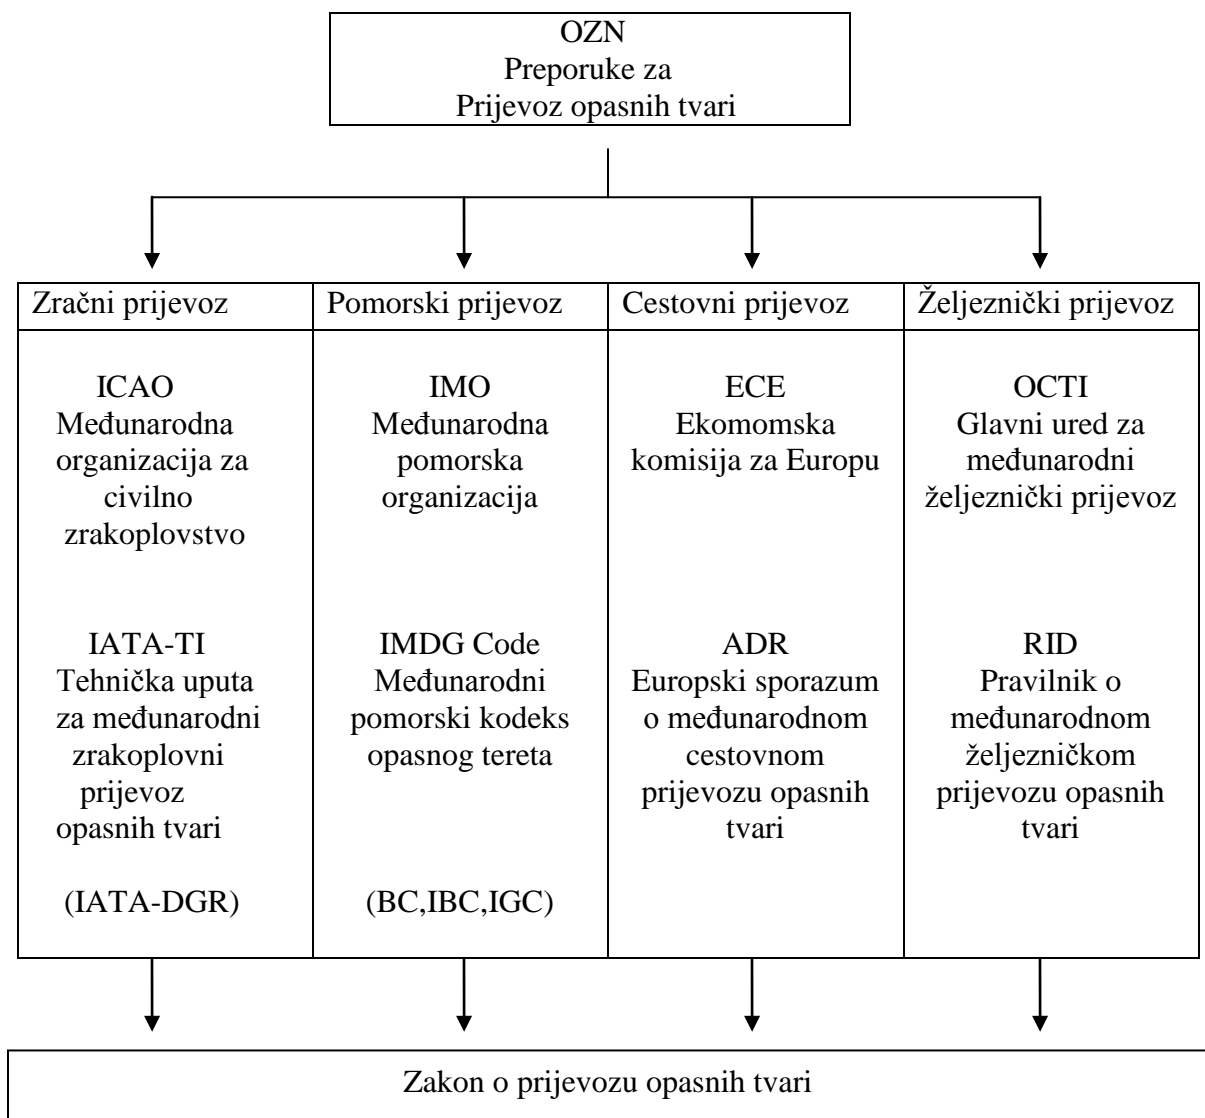 OZN
Preporuke za
Prijevoz opasnih tvari
Zračni prijevoz
ICAO
Međunarodna
organizacija za
civilno
zrakoplovstvo
IATA-TI
Tehnička uputa
za međunarodni
zrakoplovni
prijevoz
opasnih tvari
(IATA-DGR)
Pomorski prijevoz
IMO
Međunarodna
pomorska
organizacija
IMDG Code
Međunarodni
pomorski kodeks
opasnog tereta
(BC,IBC,IGC)
Cestovni prijevoz
ECE
Ekomomska
komisija za Europu
ADR
Europski sporazum
o međunarodnom
cestovnom
prijevozu opasnih
tvari
Željeznički prijevoz
OCTI
Glavni ured za
međunarodni
željeznički prijevoz
RID
Pravilnik o
međunarodnom
željezničkom
prijevozu opasnih
tvari
Zakon o prijevozu opasnih tvari